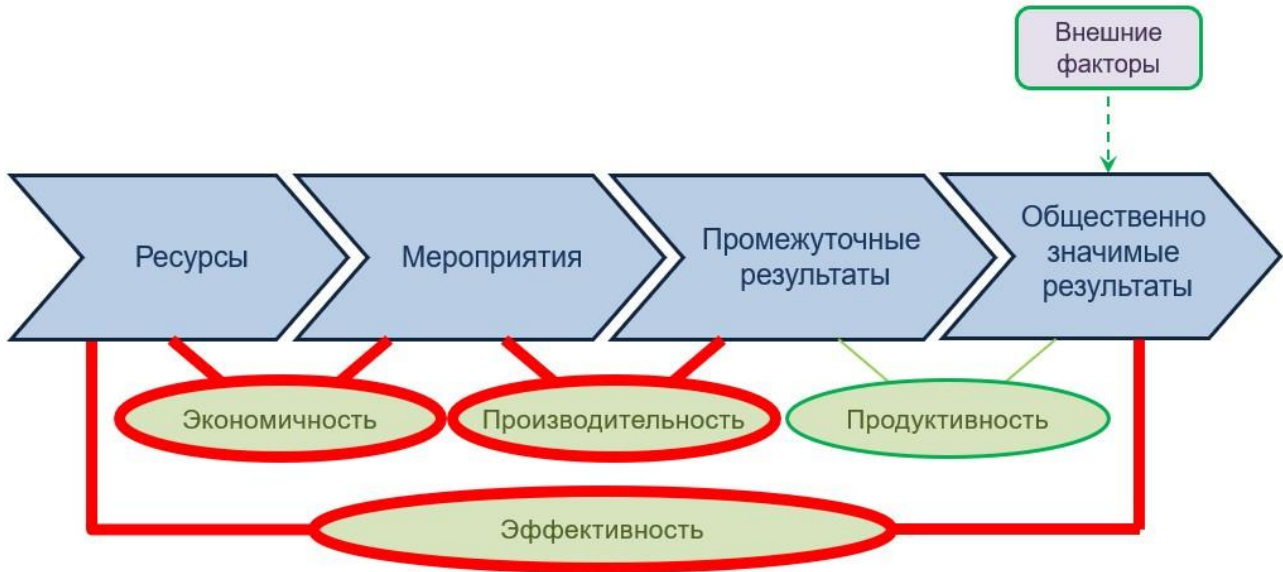 Внешние
факторы
Ресурсы
Мероприятия
Промежуточные
результаты
Общественно
значимые
результаты
Экономичность
Производительность
Продуктивность
Эффективность